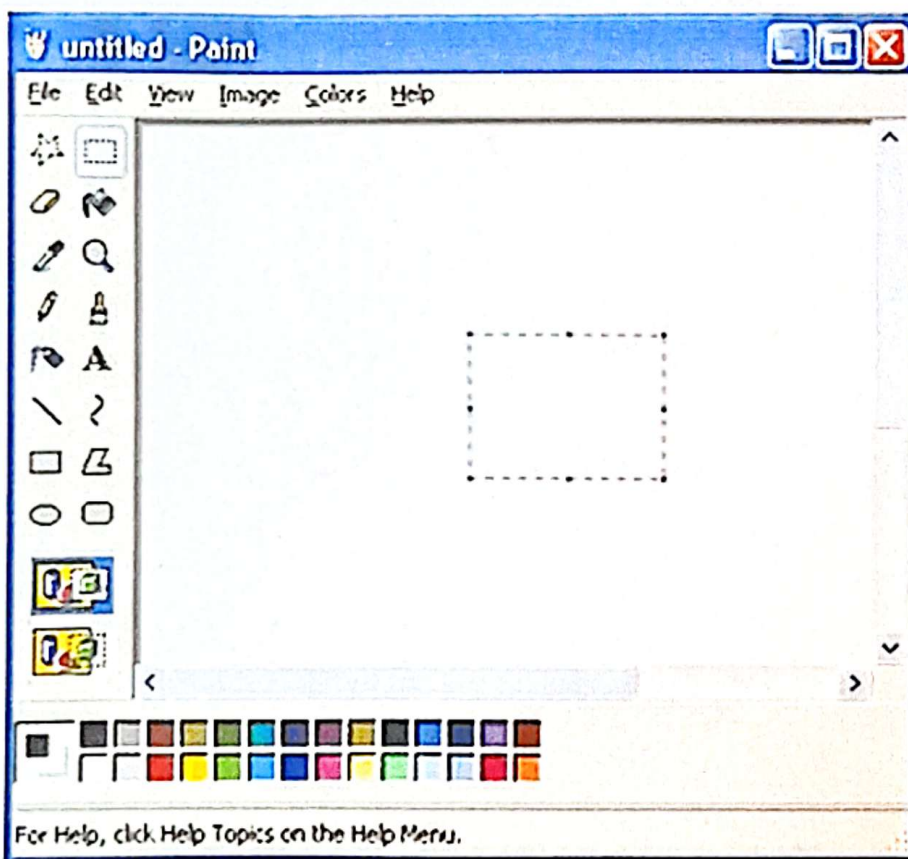 untitled - Paint
File Edit View Image Colors Help
A
For Help, click Help Topics on the Help Menu.